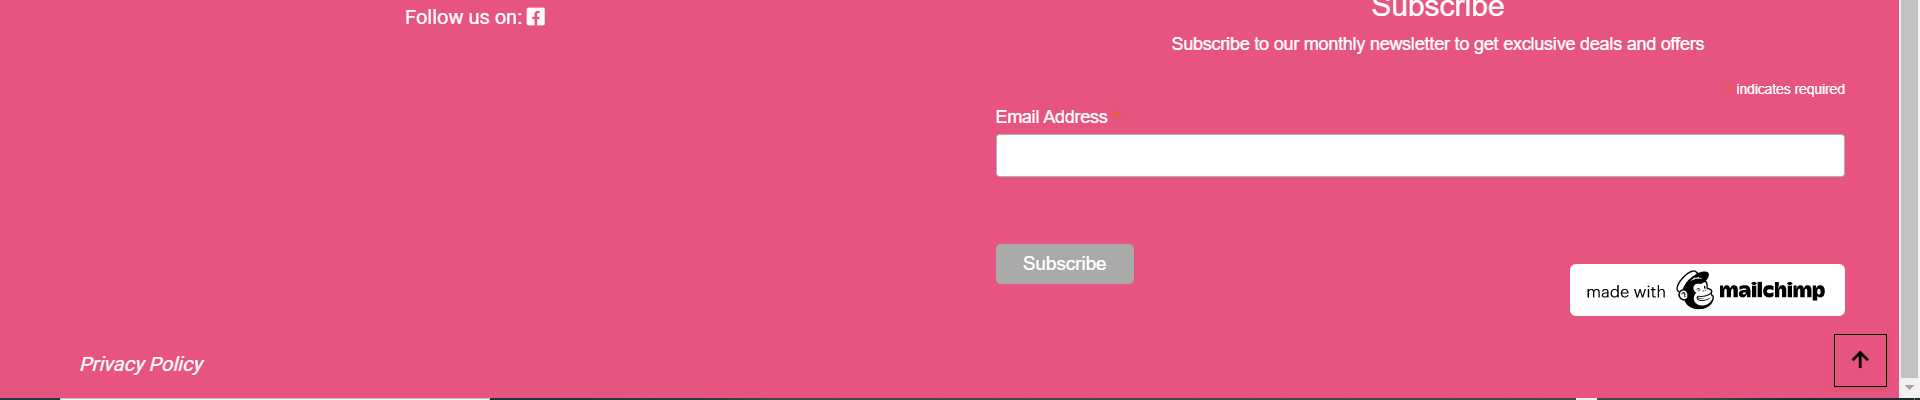 Follow us on:
Subscribe
Subscribe to our monthly newsletter to get exclusive deals and offers
* indicates required
Email Address *
Subscribe
made with mailchimp
Privacy Policy